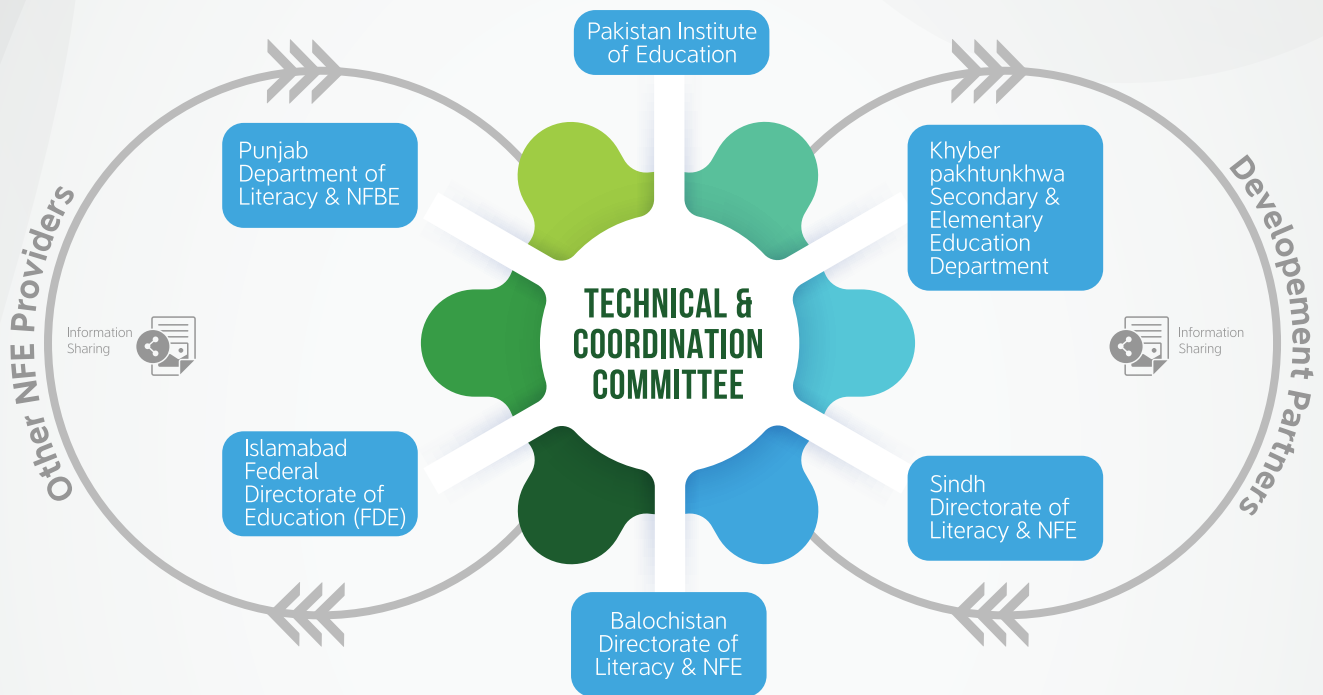 Pakistan Institute
of Education
Punjab
Department of
Literacy & NFBE
Khyber
pakhtunkhwa
Secondary &
Elementary
Education
Department
Other NFE Providers
Information
Sharing
TECHNICAL &
COORDINATION
COMMITTEE
Information
Sharing
Developement Partners
Islamabad
Federal
Directorate of
Education (FDE)
Sindh
Directorate of
Literacy & NFE
Balochistan
Directorate of
Literacy & NFE